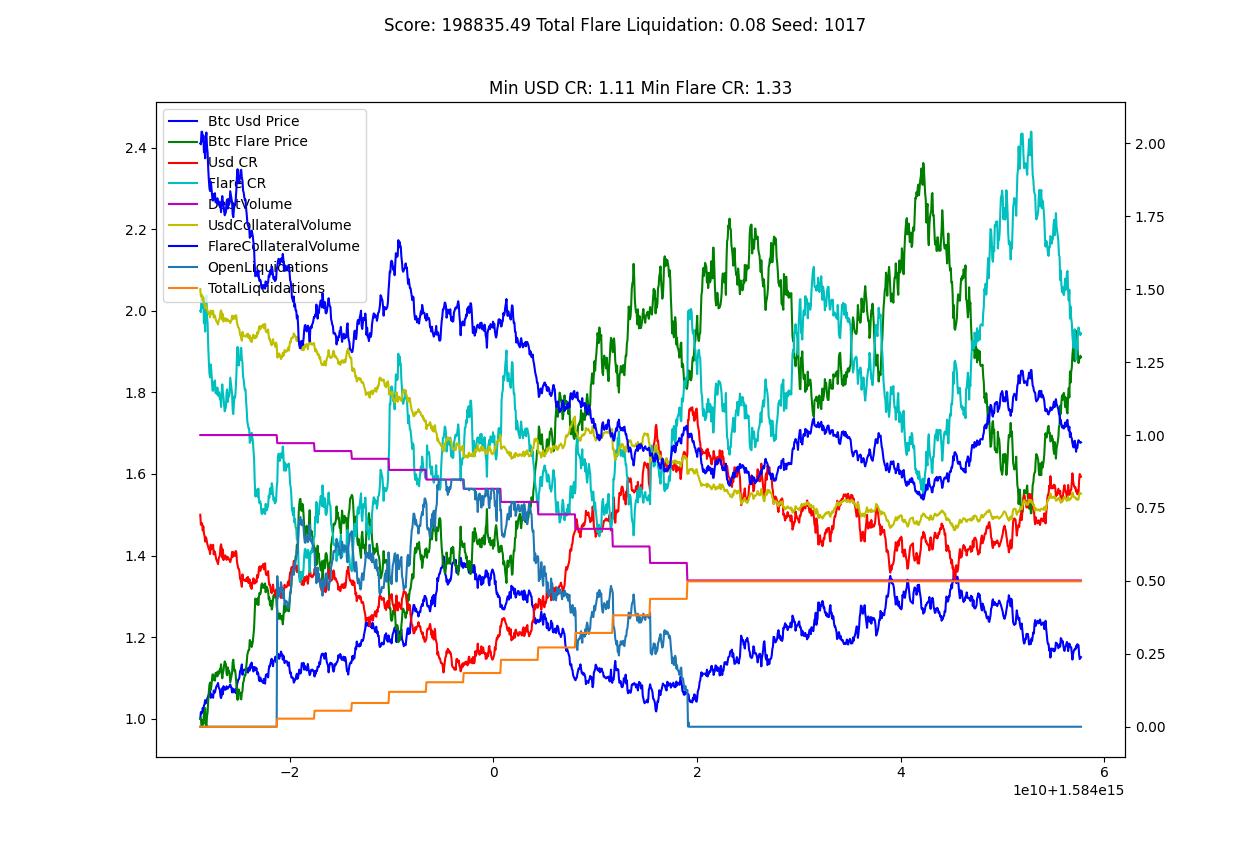 Score: 198835.49 Total Flare Liquidation: 0.08 Seed: 1017
Min USD CR: 1.11 Min Flare CR: 1.33
Btc Usd Price
Btc Flare Price
Usd CR
Flare CR
DebtVolume
UsdCollateralVolume
FlareCollateralVolume
OpenLiquidations
TotalLiquidations
2.4
2.2
2.0
1.8
1.6
1.4
1.2
1.0
2.00
1.75
1.50
1.25
1.00
0.75
0.50
0.25
0.00
−2
0
2
4
6
1e10+1.584e15